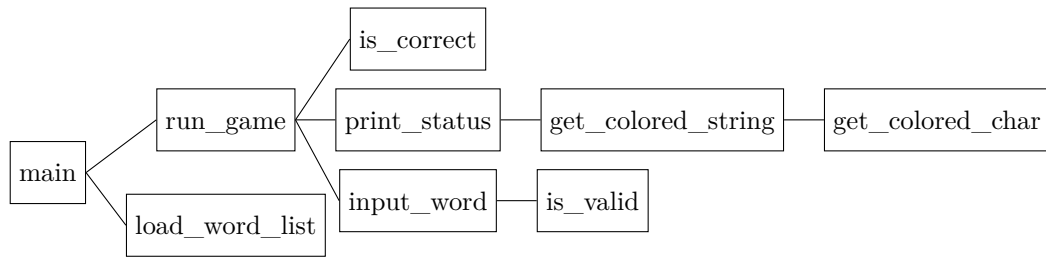 is_correct
run_game
print_status
get_colored_string
get_colored_char
main
input_word
is_valid
load_word_list